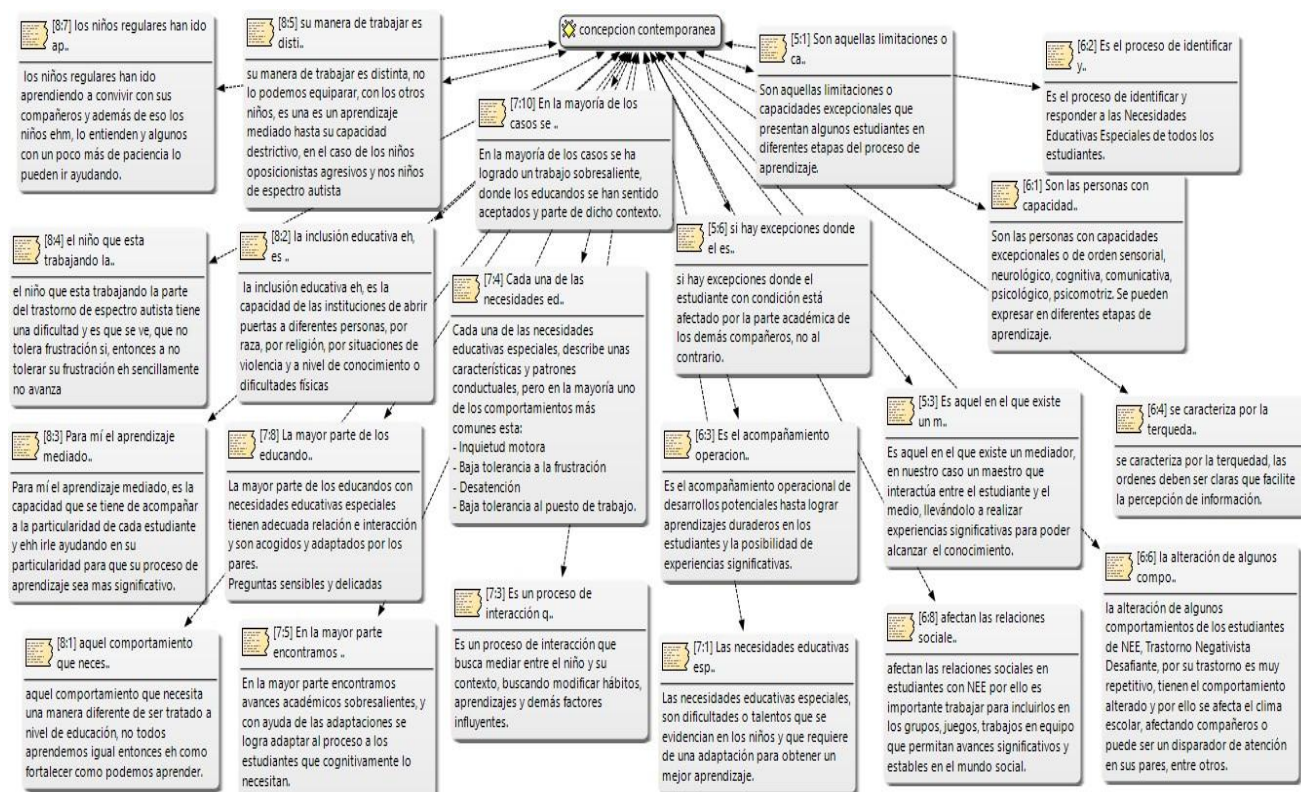 concepcion contemporanea
[8:7] los niños regulares han ido
ap..
los niños regulares han ido
aprendiendo a convivir con sus
compañeros y además de eso los
niños ehm, lo entienden y algunos
con un poco más de paciencia lo
pueden ir ayudando.
[8:5] su manera de trabajar es
disti..
su manera de trabajar es distinta, no
lo podemos equiparar, con los otros
niños, es una es un aprendizaje
mediado hasta su capacidad
destrictivo, en el caso de los niños
oposicionistas agresivos y nos niños
de espectro autista
[7:10] En la mayoría de los
casos se ..
En la mayoría de los casos se ha
logrado un trabajo sobresaliente,
donde los educandos se han sentido
aceptados y parte de dicho contexto.
[5:1] Son aquellas limitaciones o
ca..
Son aquellas limitaciones o
capacidades excepcionales que
presentan algunos estudiantes en
diferentes etapas del proceso de
aprendizaje.
[6:2] Es el proceso de identificar
y..
Es el proceso de identificar y
responder a las Necesidades
Educativas Especiales de todos los
estudiantes.
[6:1] Son las personas con
capacidad..
Son las personas con capacidades
excepcionales o de orden sensorial,
neurológico, cognitiva, comunicativa,
psicológico, psicomotriz. Se pueden
expresar en diferentes etapas de
aprendizaje.
[8:4] el niño que esta
trabajando la..
el niño que esta trabajando la parte
del trastorno de espectro autista tiene
una dificultad y es que se ve, que no
tolera frustración si, entonces a no
tolerar su frustración eh sencillamente
no avanza
[8:2] la inclusión educativa eh,
es ..
la inclusión educativa eh, es la
capacidad de las instituciones de abrir
puertas a diferentes personas, por
raza, por religión, por situaciones de
violencia y a nivel de conocimiento o
dificultades físicas
[7:4] Cada una de las
necesidades ed..
Cada una de las necesidades
educativas especiales, describe unas
características y patrones
conductuales, pero en la mayoría uno
de los comportamientos más
comunes esta:
- Inquietud motora
- Baja tolerancia a la frustración
- Desatención
- Baja tolerancia al puesto de trabajo.
[5:6] si hay excepciones donde
el es..
si hay excepciones donde el
estudiante con condición está
afectado por la parte académica de
los demás compañeros, no al
contrario.
[8:3] Para mí el aprendizaje
mediado..
Para mí el aprendizaje mediado, es la
capacidad que se tiene de acompañar
a la particularidad de cada estudiante
y ehh irle ayudando en su
particularidad para que su proceso de
aprendizaje sea mas significativo.
[7:8] La mayor parte de los
educando..
La mayor parte de los educandos con
necesidades educativas especiales
tienen adecuada relación e interacción
y son acogidos y adaptados por los
pares.
Preguntas sensibles y delicadas
[6:3] Es el acompañamiento
operacion..
Es el acompañamiento operacional de
desarrollos potenciales hasta lograr
aprendizajes duraderos en los
estudiantes y la posibilidad de
experiencias significativas.
[5:3] Es aquel en el que existe
un m..
Es aquel en el que existe un mediador,
en nuestro caso un maestro que
interactúa entre el estudiante y el
medio, llevándolo a realizar
experiencias significativas para poder
alcanzar el conocimiento.
[6:4] se caracteriza por la
terqueda..
se caracteriza por la terquedad, las
ordenes deben ser claras que facilite
la percepción de información.
[8:1] aquel comportamiento
que neces..
aquel comportamiento que necesita
una manera diferente de ser tratado a
nivel de educación, no todos
aprendemos igual entonces eh como
fortalecer como podemos aprender.
[7:5] En la mayor parte
encontramos ..
En la mayor parte encontramos
avances académicos sobresalientes, y
con ayuda de las adaptaciones se
logra adaptar al proceso a los
estudiantes que cognitivamente lo
necesitan.
[7:3] Es un proceso de
interacción q..
Es un proceso de interacción que
busca mediar entre el niño y su
contexto, buscando modificar hábitos,
aprendizajes y demás factores
influyentes.
[7:1] Las necesidades educativas
esp..
Las necesidades educativas especiales,
son dificultades o talentos que se
evidencian en los niños y que requiere
de una adaptación para obtener un
mejor aprendizaje.
[6:8] afectan las relaciones
sociale..
afectan las relaciones sociales en
estudiantes con NEE por ello es
importante trabajar para incluirlos en
los grupos, juegos, trabajos en equipo
que permitan avances significativos y
estables en el mundo social.
[6:6] la alteración de algunos
compo..
la alteración de algunos
comportamientos de los estudiantes
de NEE, Trastorno Negativista
Desafiante, por su trastorno es muy
repetitivo, tienen el comportamiento
alterado y por ello se afecta el clima
escolar, afectando compañeros o
puede ser un disparador de atención
en sus pares, entre otros.